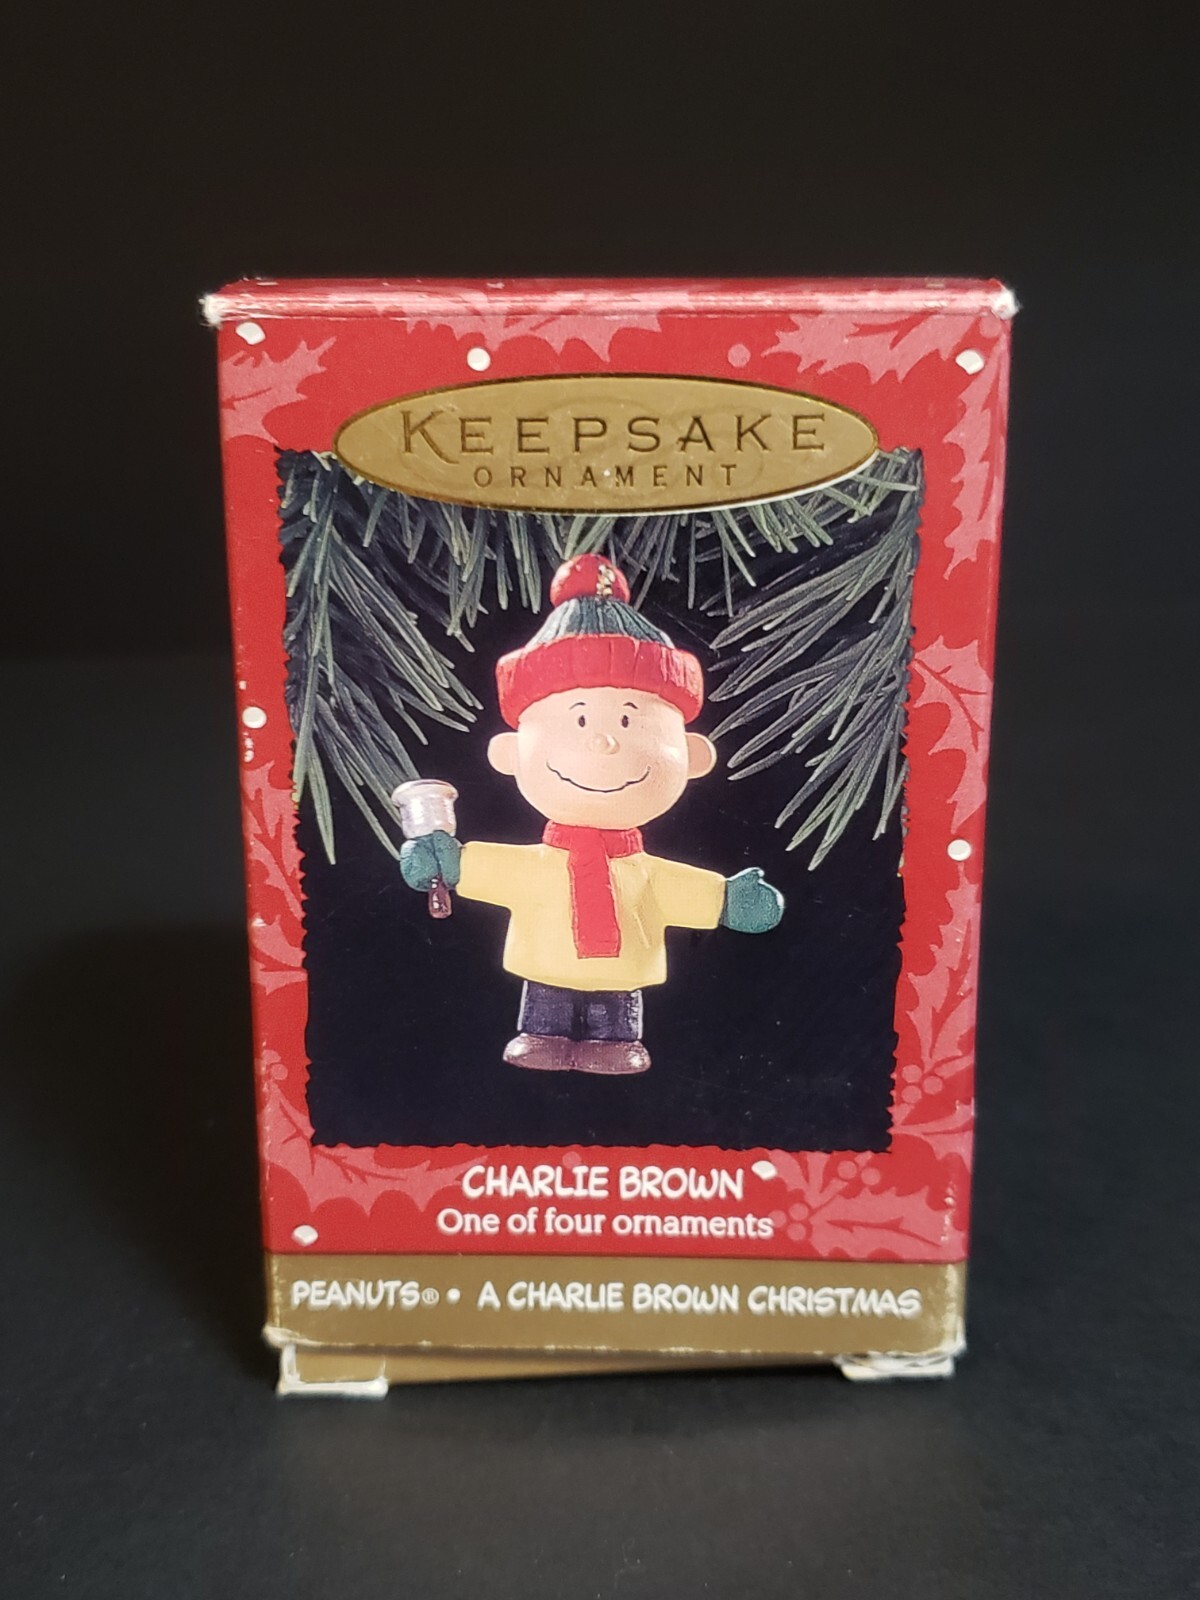 KEEPSAKE
ORNAMENT
CHARLIE BROWN
One of four ornaments
PEANUTS® • A CHARLIE BROWN CHRISTMAS